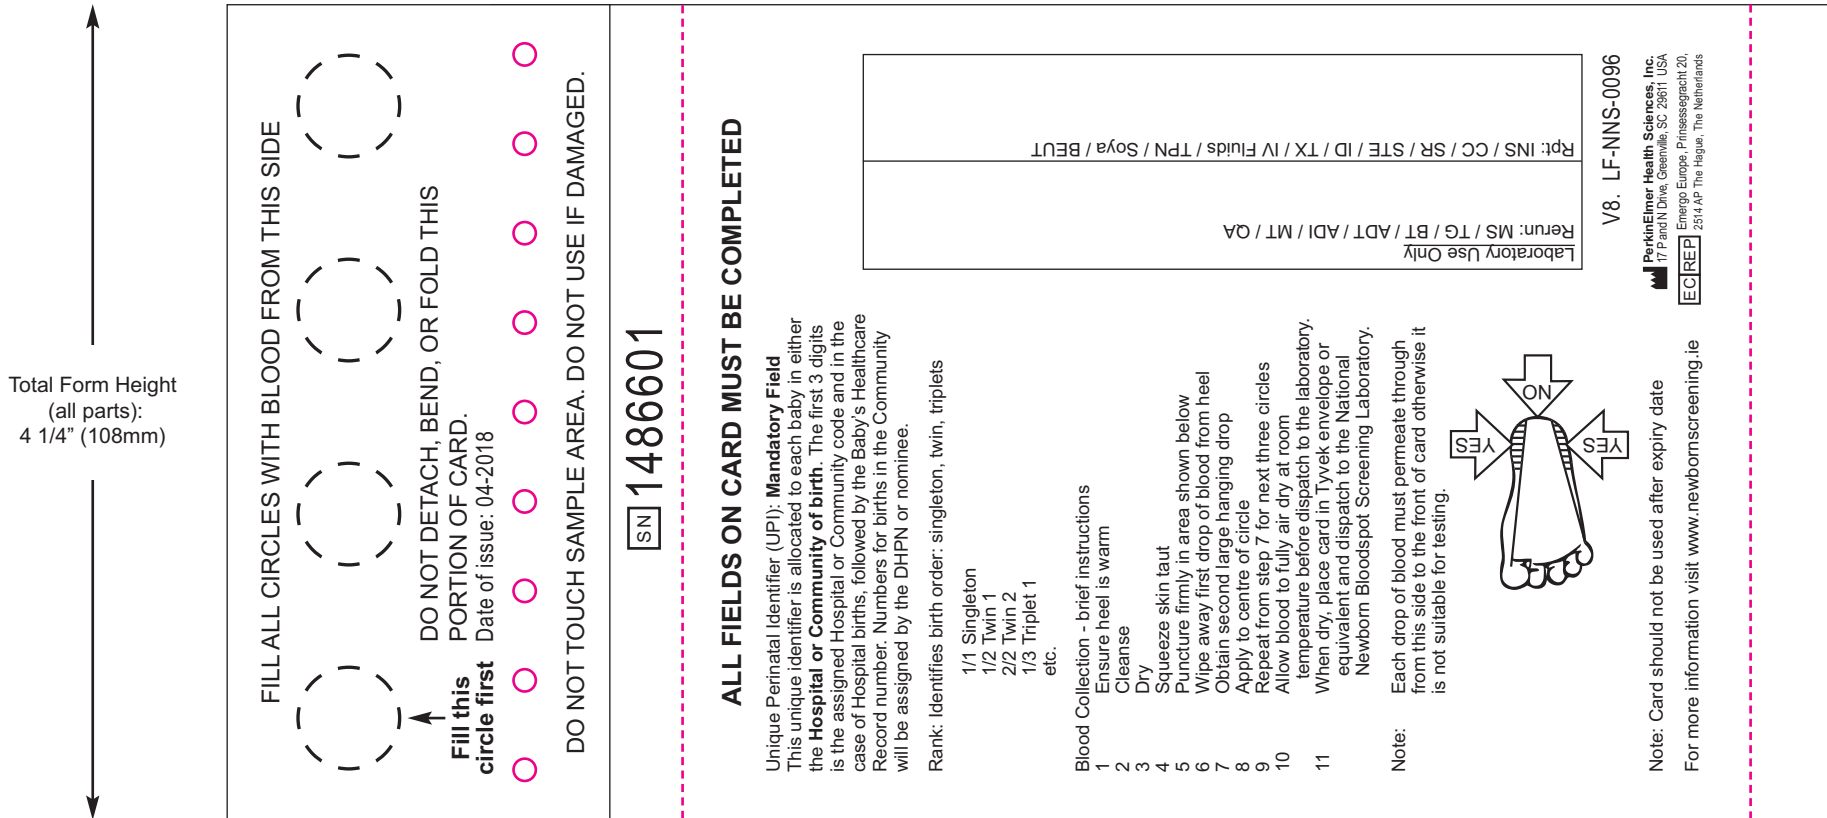 Total Form Height
(all parts):
4 1/4” (108mm)
FILL ALL CIRCLES WITH BLOOD FROM THIS SIDE
Fill this
circle first
DO NOT DETACH, BEND, OR FOLD THIS
PORTION OF CARD.
Date of issue: 04-2018
DO NOT TOUCH SAMPLE AREA. DO NOT USE IF DAMAGED.
SN 1486601
ALL FIELDS ON CARD MUST BE COMPLETED
Unique Perinatal Identifier (UPI): Mandatory Field
This unique identifier is allocated to each baby in either
the Hospital or Community of birth. The first 3 digits
is the assigned Hospital or Community code and in the
case of Hospital births, followed by the Baby's Healthcare
Record number. Numbers for births in the Community
will be assigned by the DHPN or nominee.
Rank: Identifies birth order: singleton, twin, triplets
1/1 Singleton
1/2 Twin 1
2/2 Twin 2
1/3 Triplet 1
etc.
Blood Collection - brief instructions
1 Ensure heel is warm
2 Cleanse
3 Dry
4 Squeeze skin taut
5 Puncture firmly in area shown below
6 Wipe away first drop of blood from heel
7 Obtain second large hanging drop
8 Apply to centre of circle
9 Repeat from step 7 for next three circles
10 Allow blood to fully air dry at room
temperature before dispatch to the laboratory.
11 When dry, place card in Tyvek envelope or
equivalent and dispatch to the National
Newborn Bloodspot Screening Laboratory.
Note: Each drop of blood must permeate through
from this side to the front of card otherwise it
is not suitable for testing.
YES
NO
YES
Note: Card should not be used after expiry date
For more information visit www.newbornscreening.ie
Laboratory Use Only
Rerun: MS / TG / BT / ADT / ADI / MT / QA
Rpt: INS / CC / SR / STE / ID / TX / IV Fluids / TPN / Soya / BEUT
V8. LF-NNS-0096
PerkinElmer Health Sciences, Inc.
17 P and N Drive, Greenville, SC 29611 USA
EC REP
Emergo Europe, Prinsessegracht 20,
2514 AP The Hague, The Netherlands